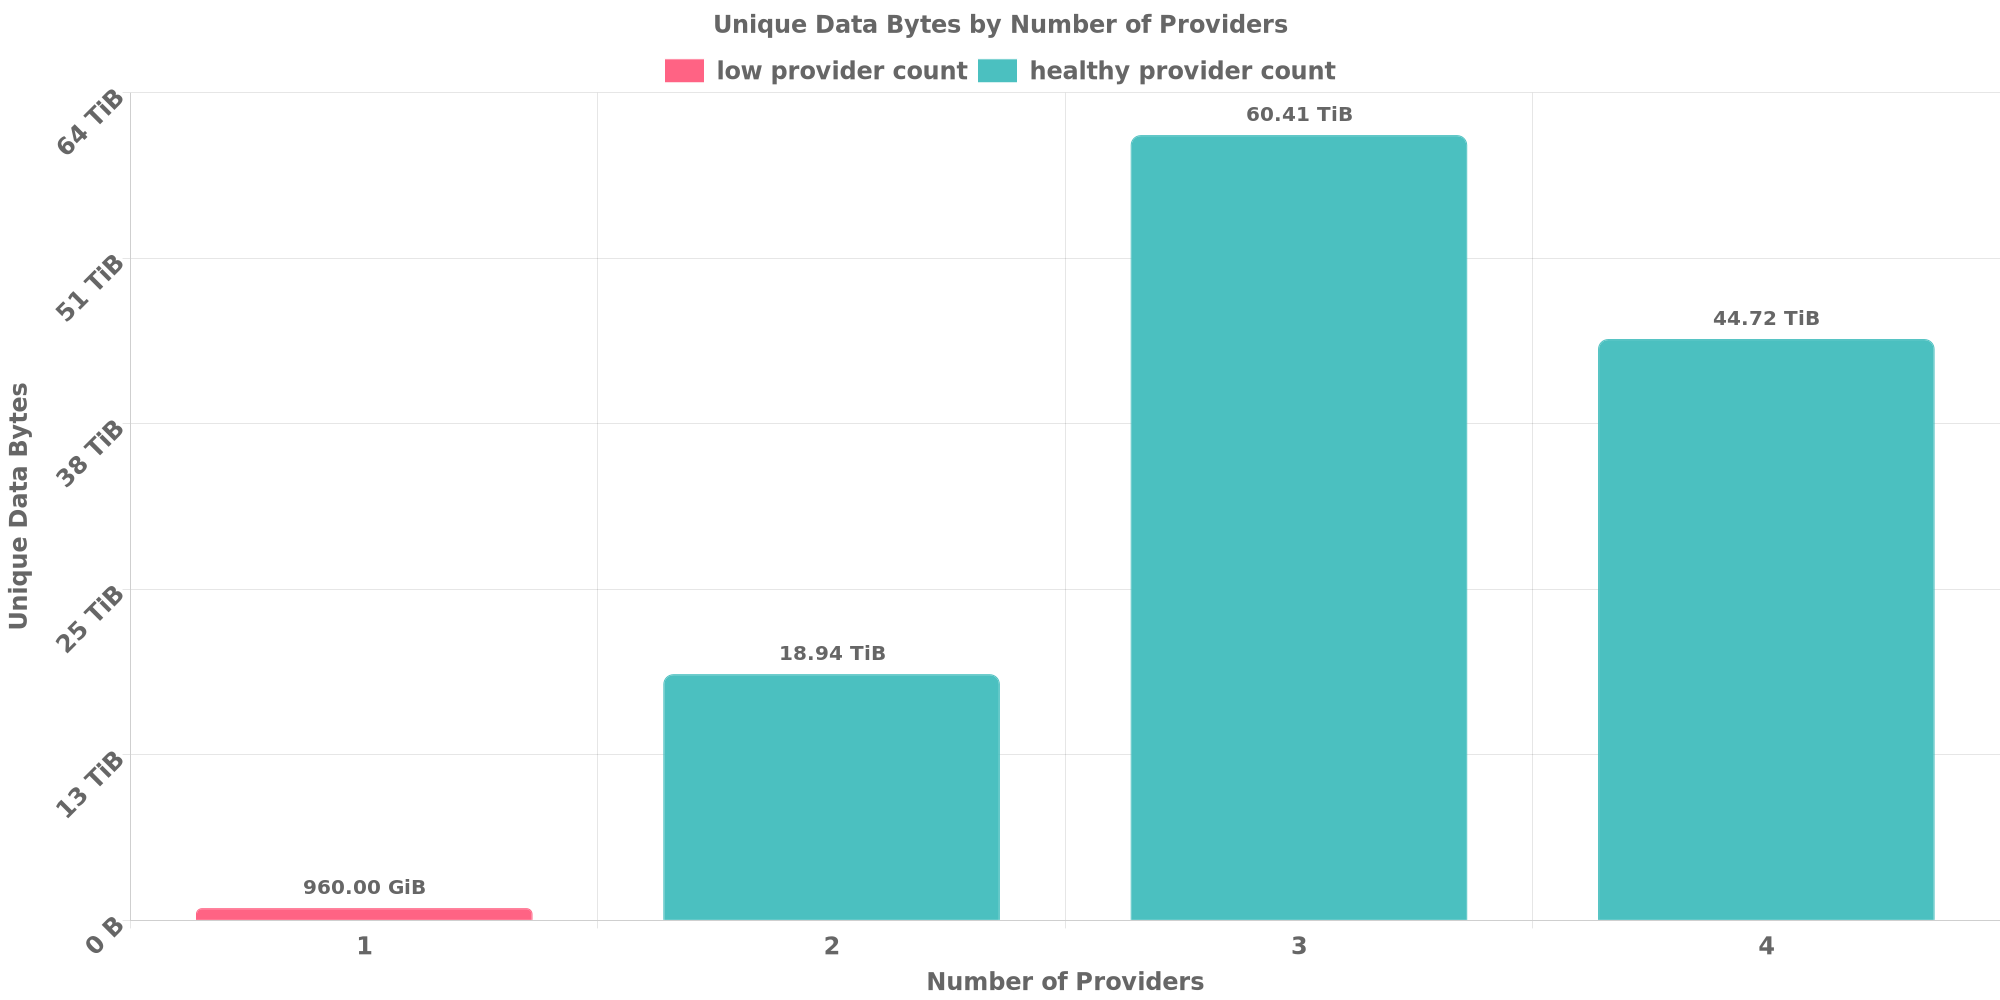 Unique Data Bytes by Number of Providers
low provider count healthy provider count
64 TiB
51 TiB
38 TiB
25 TiB
13 TiB
0 B
Unique Data Bytes
960.00 GiB
18.94 TiB
60.41 TiB
44.72 TiB
1 2 3 4
Number of Providers